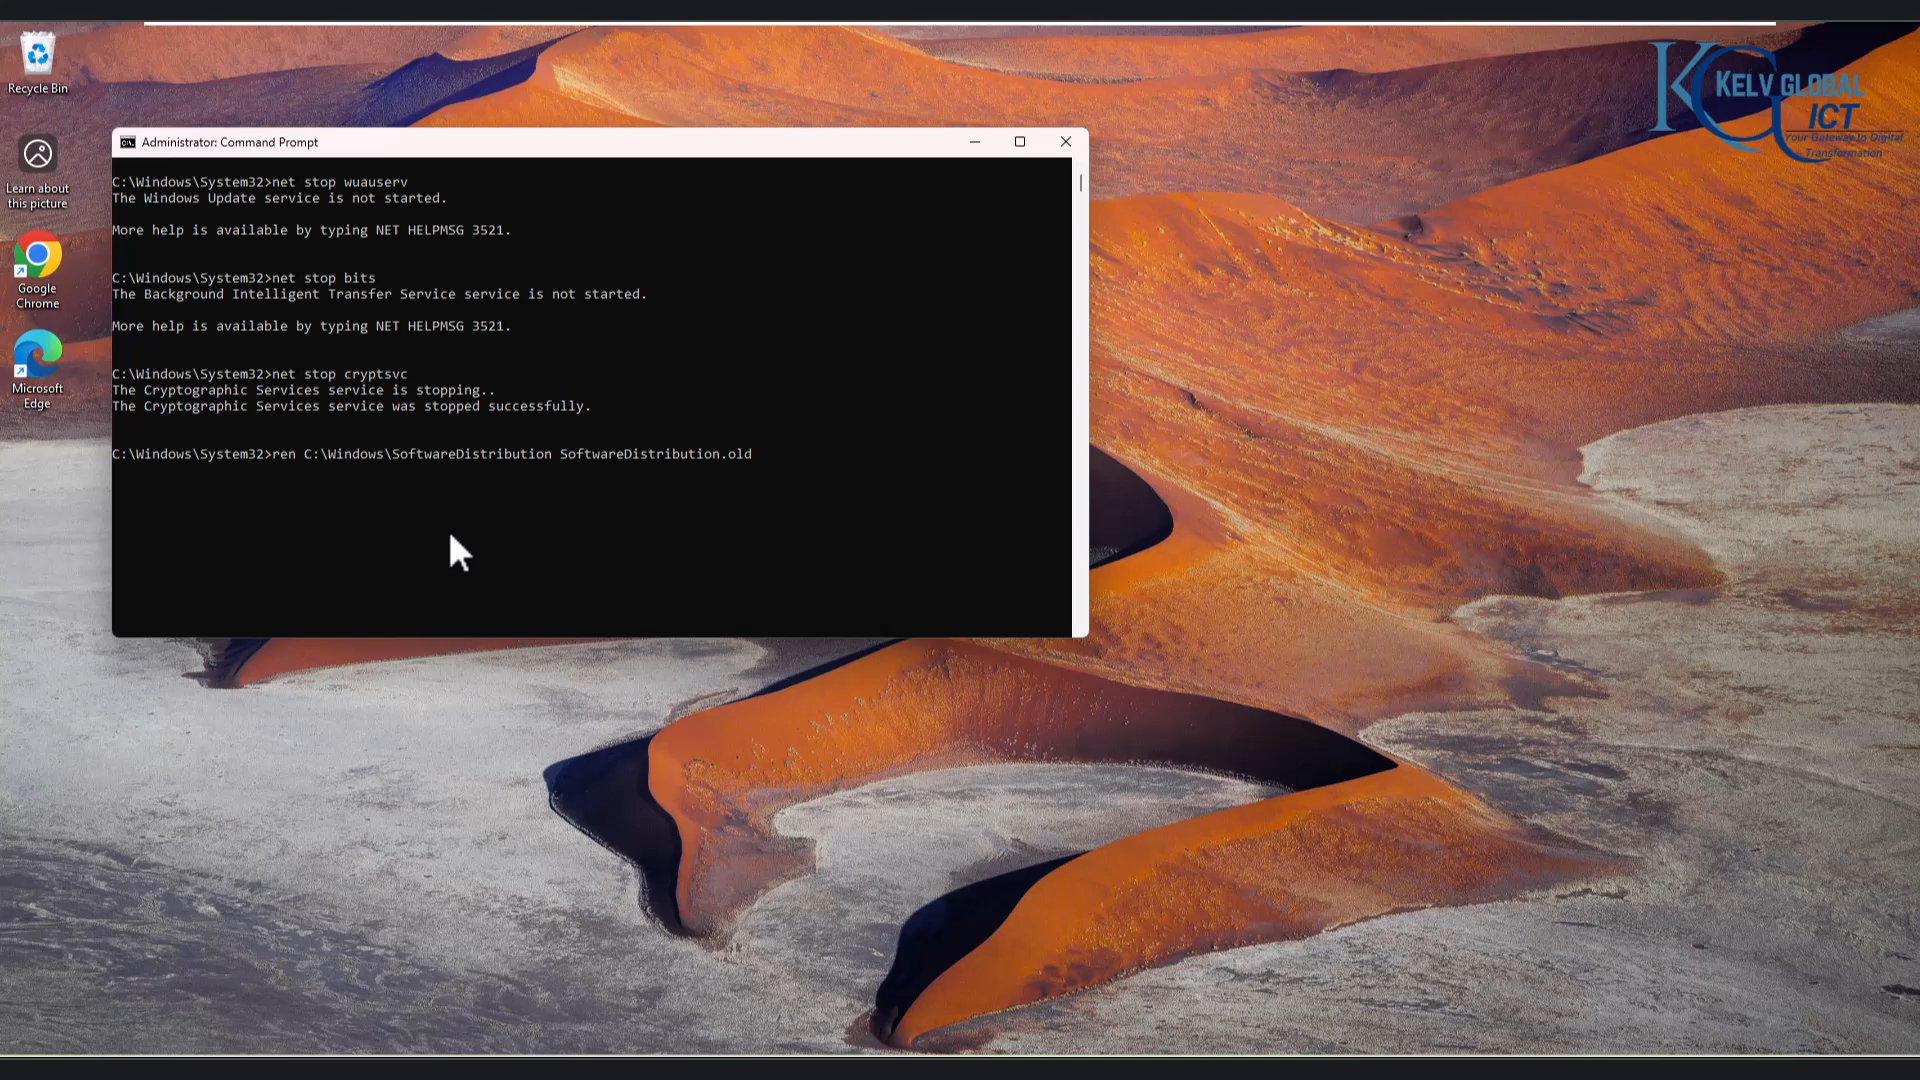 Recycle Bin
Learn about
this picture
Google
Chrome
Microsoft
Edge
Administrator: Command Prompt
C:\Windows\System32>net stop wuauserv
The Windows Update service is not started.
More help is available by typing NET HELPMSG 3521.
C:\Windows\System32>net stop bits
The Background Intelligent Transfer Service service is not started.
More help is available by typing NET HELPMSG 3521.
C:\Windows\System32>net stop cryptsvc
The Cryptographic Services service is stopping..
The Cryptographic Services service was stopped successfully.
C:\Windows\System32>ren C:\Windows\SoftwareDistribution SoftwareDistribution.old
KG
KELV GLOBAL
ICT
Your Gateway to Digital
Transformation